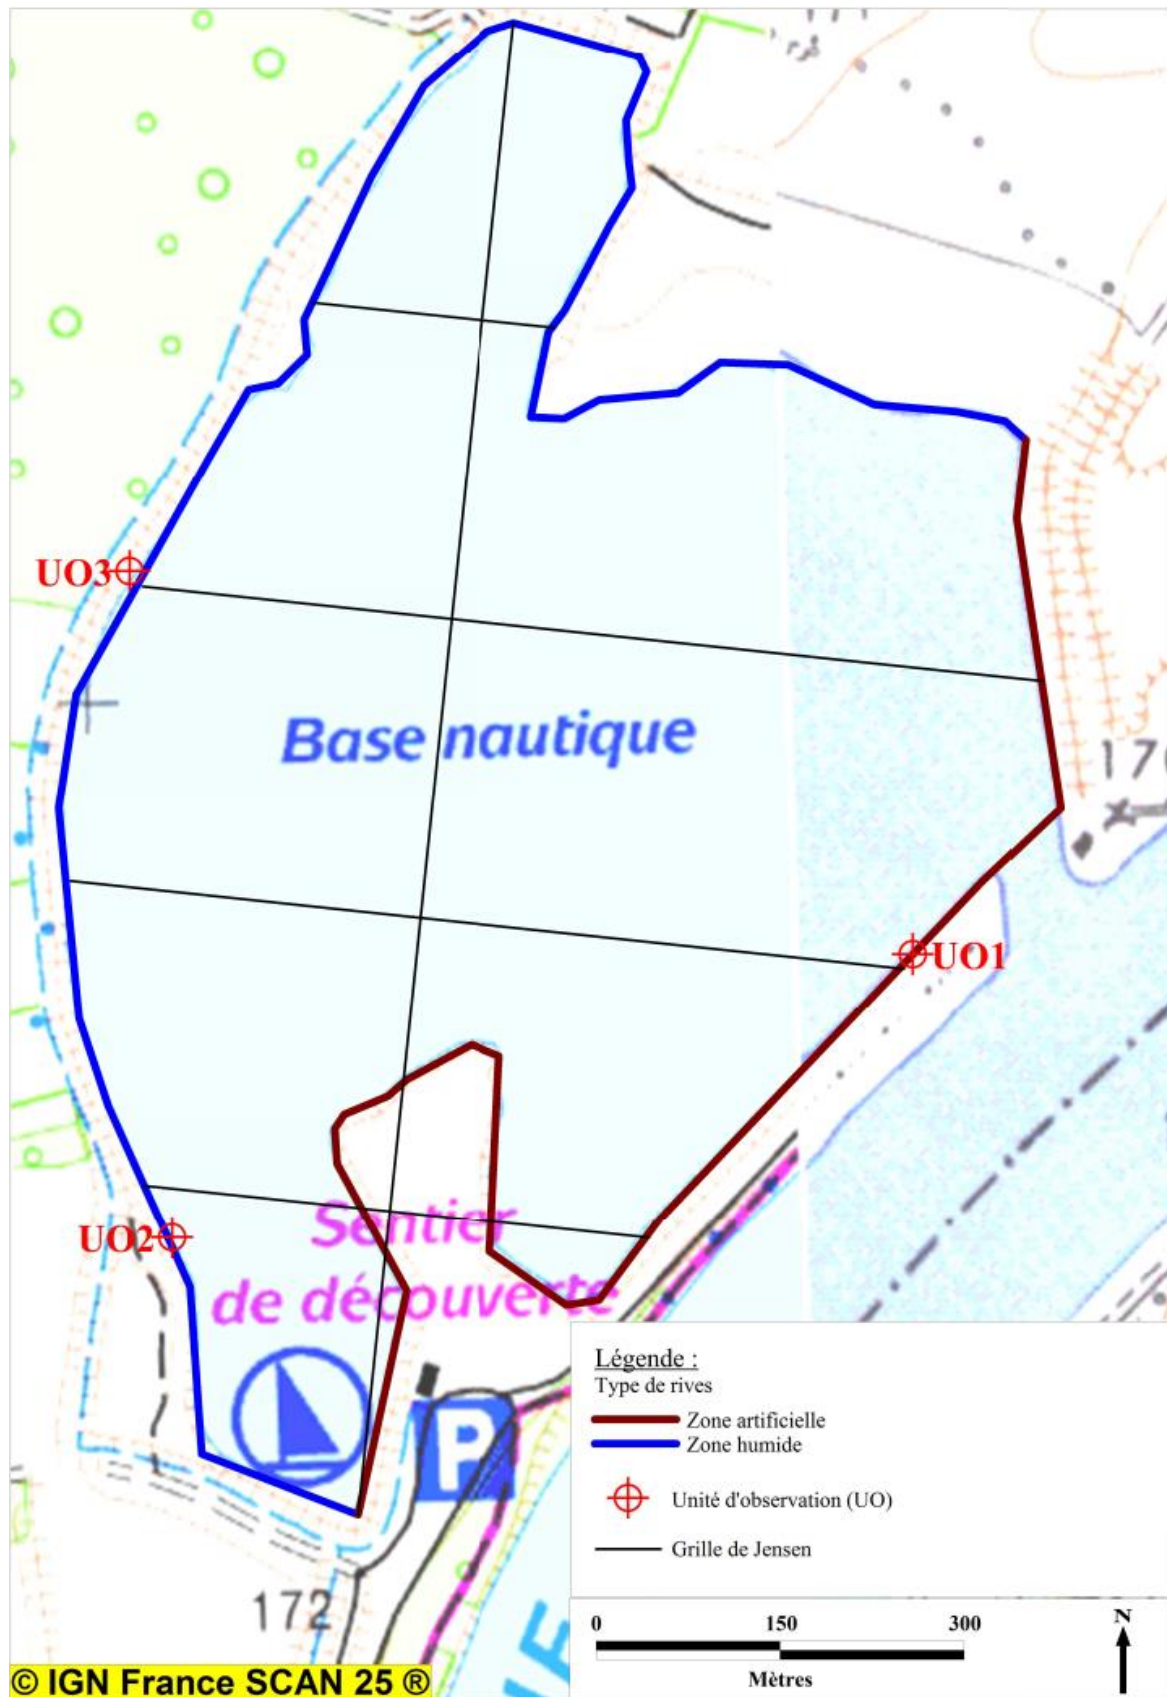 UO3
Base nautique
170
UO1
Sentier
UO2
de découverte
P
Légende :
Type de rives
Zone artificielle
Zone humide
Unité d'observation (UO)
Grille de Jensen
172
0 150 300
Mètres
N
© IGN France SCAN 25 ®